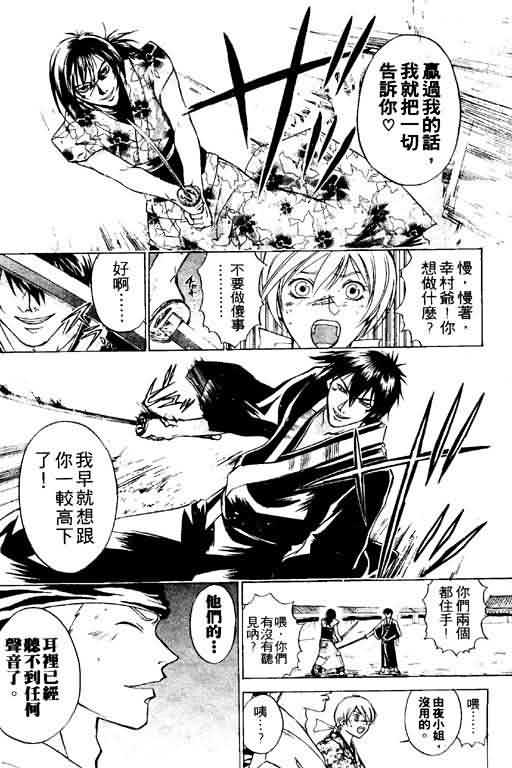 贏過我的話，
我就把一切
告訴你♡
慢，慢著，
幸村爺！你
想做什麼？
不要做傻事
好啊……
我早就想跟
你一較高下
了！
你們兩個
都住手！
喂，你們
有沒有聽
見吶？
他們的…
耳裡已經
聽不到任何
聲音了。
喂…
由夜小姐
沒用的。
咦？